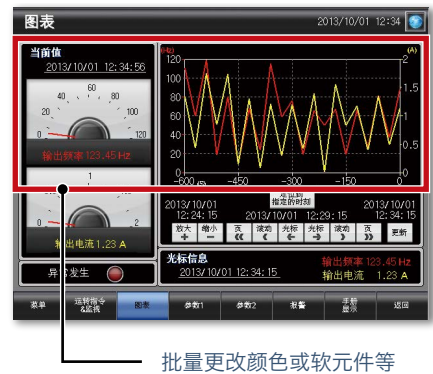 图表
2013/10/01 12:34
当前值
2013/10/01 12:34:56
0 20 40 60 80 100 120
输出频率 123.45 Hz
(Hz)
120
100
80
60
40
20
0
(A)
2
1.5
1
0.5
0
-600 (s) -450 -300 -150 0
定位到
指定的时刻
2013/10/01
12:24:15
2013/10/01 12:29:15
2013/10/01
12:34:15
放大 +
缩小 -
页 《
滚动 〈
光标 ←
光标 →
滚动 〉
页 》
更新
0 1 2
输出电流 1.23 A
异常发生
光标信息
2013/10/01 12:34:15
输出频率 123.45 Hz
输出电流 1.23 A
菜单
运转指令
&监视
图表
参数1
参数2
报警
手册
显示
返回
批量更改颜色或软元件等